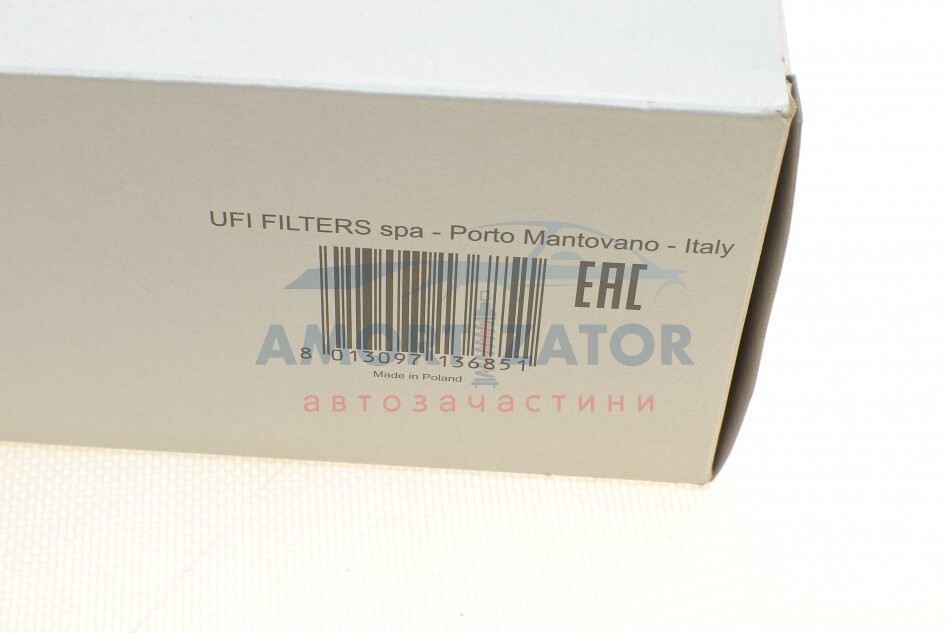 UFI FILTERS spa - Porto Mantovano - Italy
EAC
AMORTIZATOR
8 013097 136851
Made in Poland
автозачастини